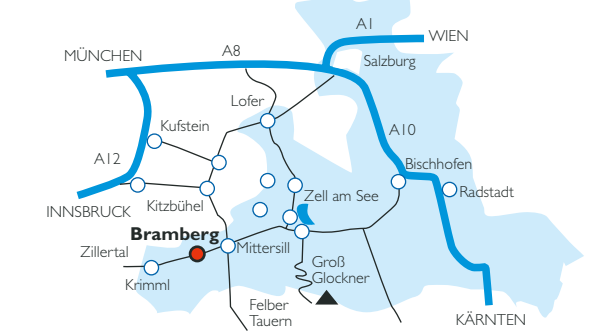 A1
WIEN
MÜNCHEN
A8
Salzburg
Lofer
Kufstein
A10
A12
Bischhofen
Zell am See
Radstadt
INNSBRUCK
Kitzbühel
Bramberg
Mittersill
Zillertal
Groß
Glockner
Krimml
Felber
Tauern
KÄRNTEN